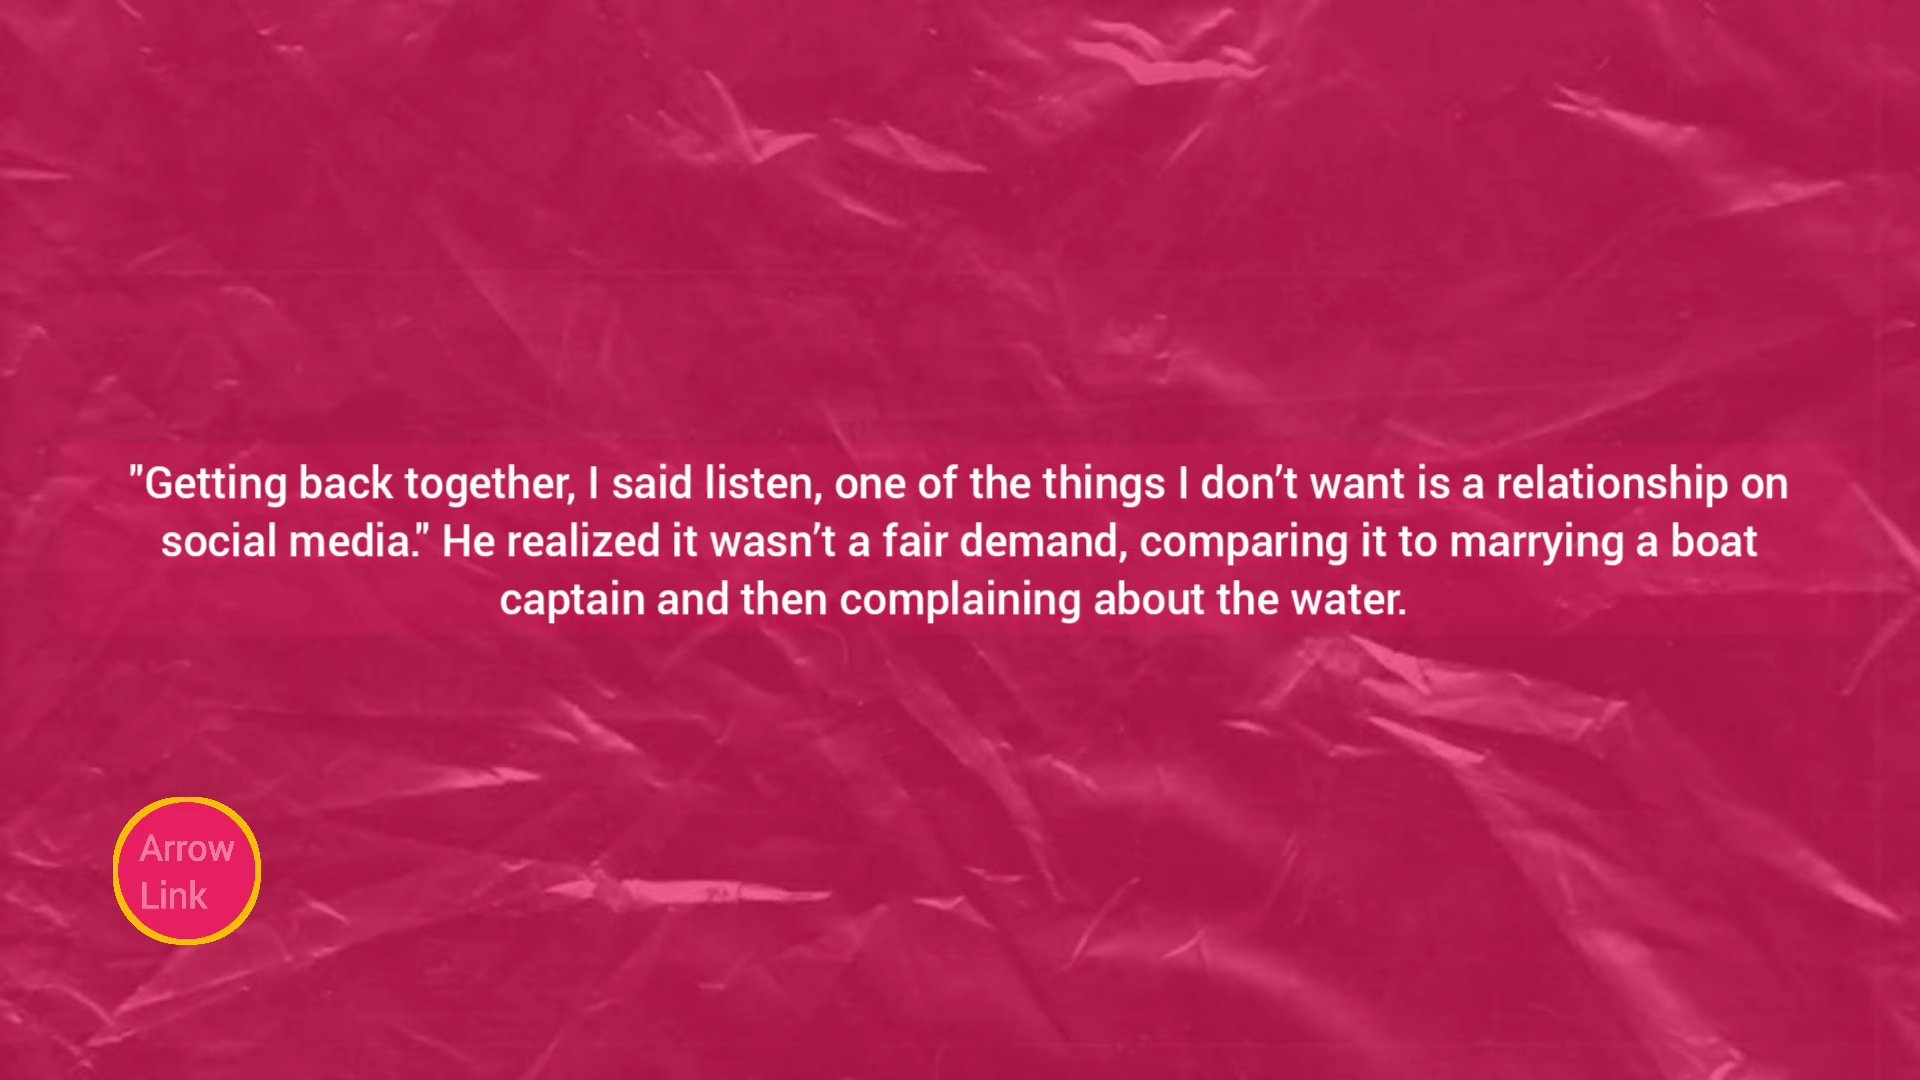 "Getting back together, I said listen, one of the things I don’t want is a relationship on
social media." He realized it wasn’t a fair demand, comparing it to marrying a boat
captain and then complaining about the water.
Arrow
Link